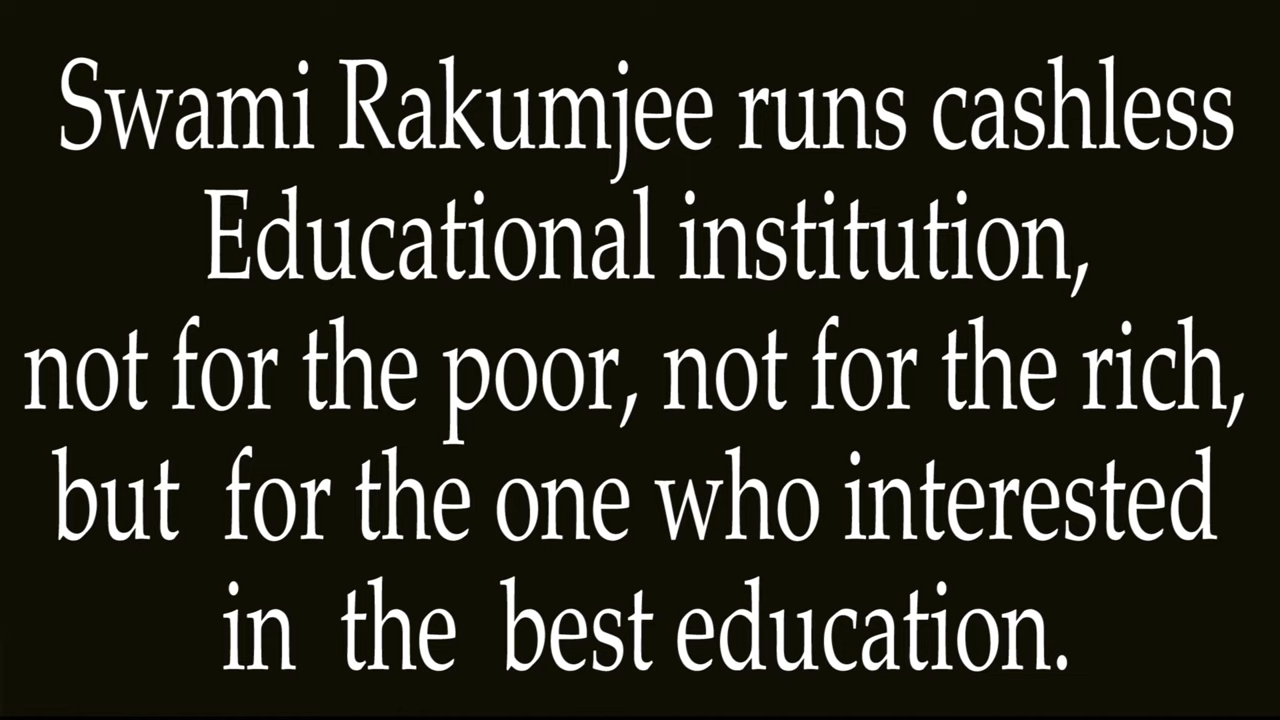 Swami Rakumjee runs cashless
Educational institution,
not for the poor, not for the rich,
but for the one who interested
in the best education.